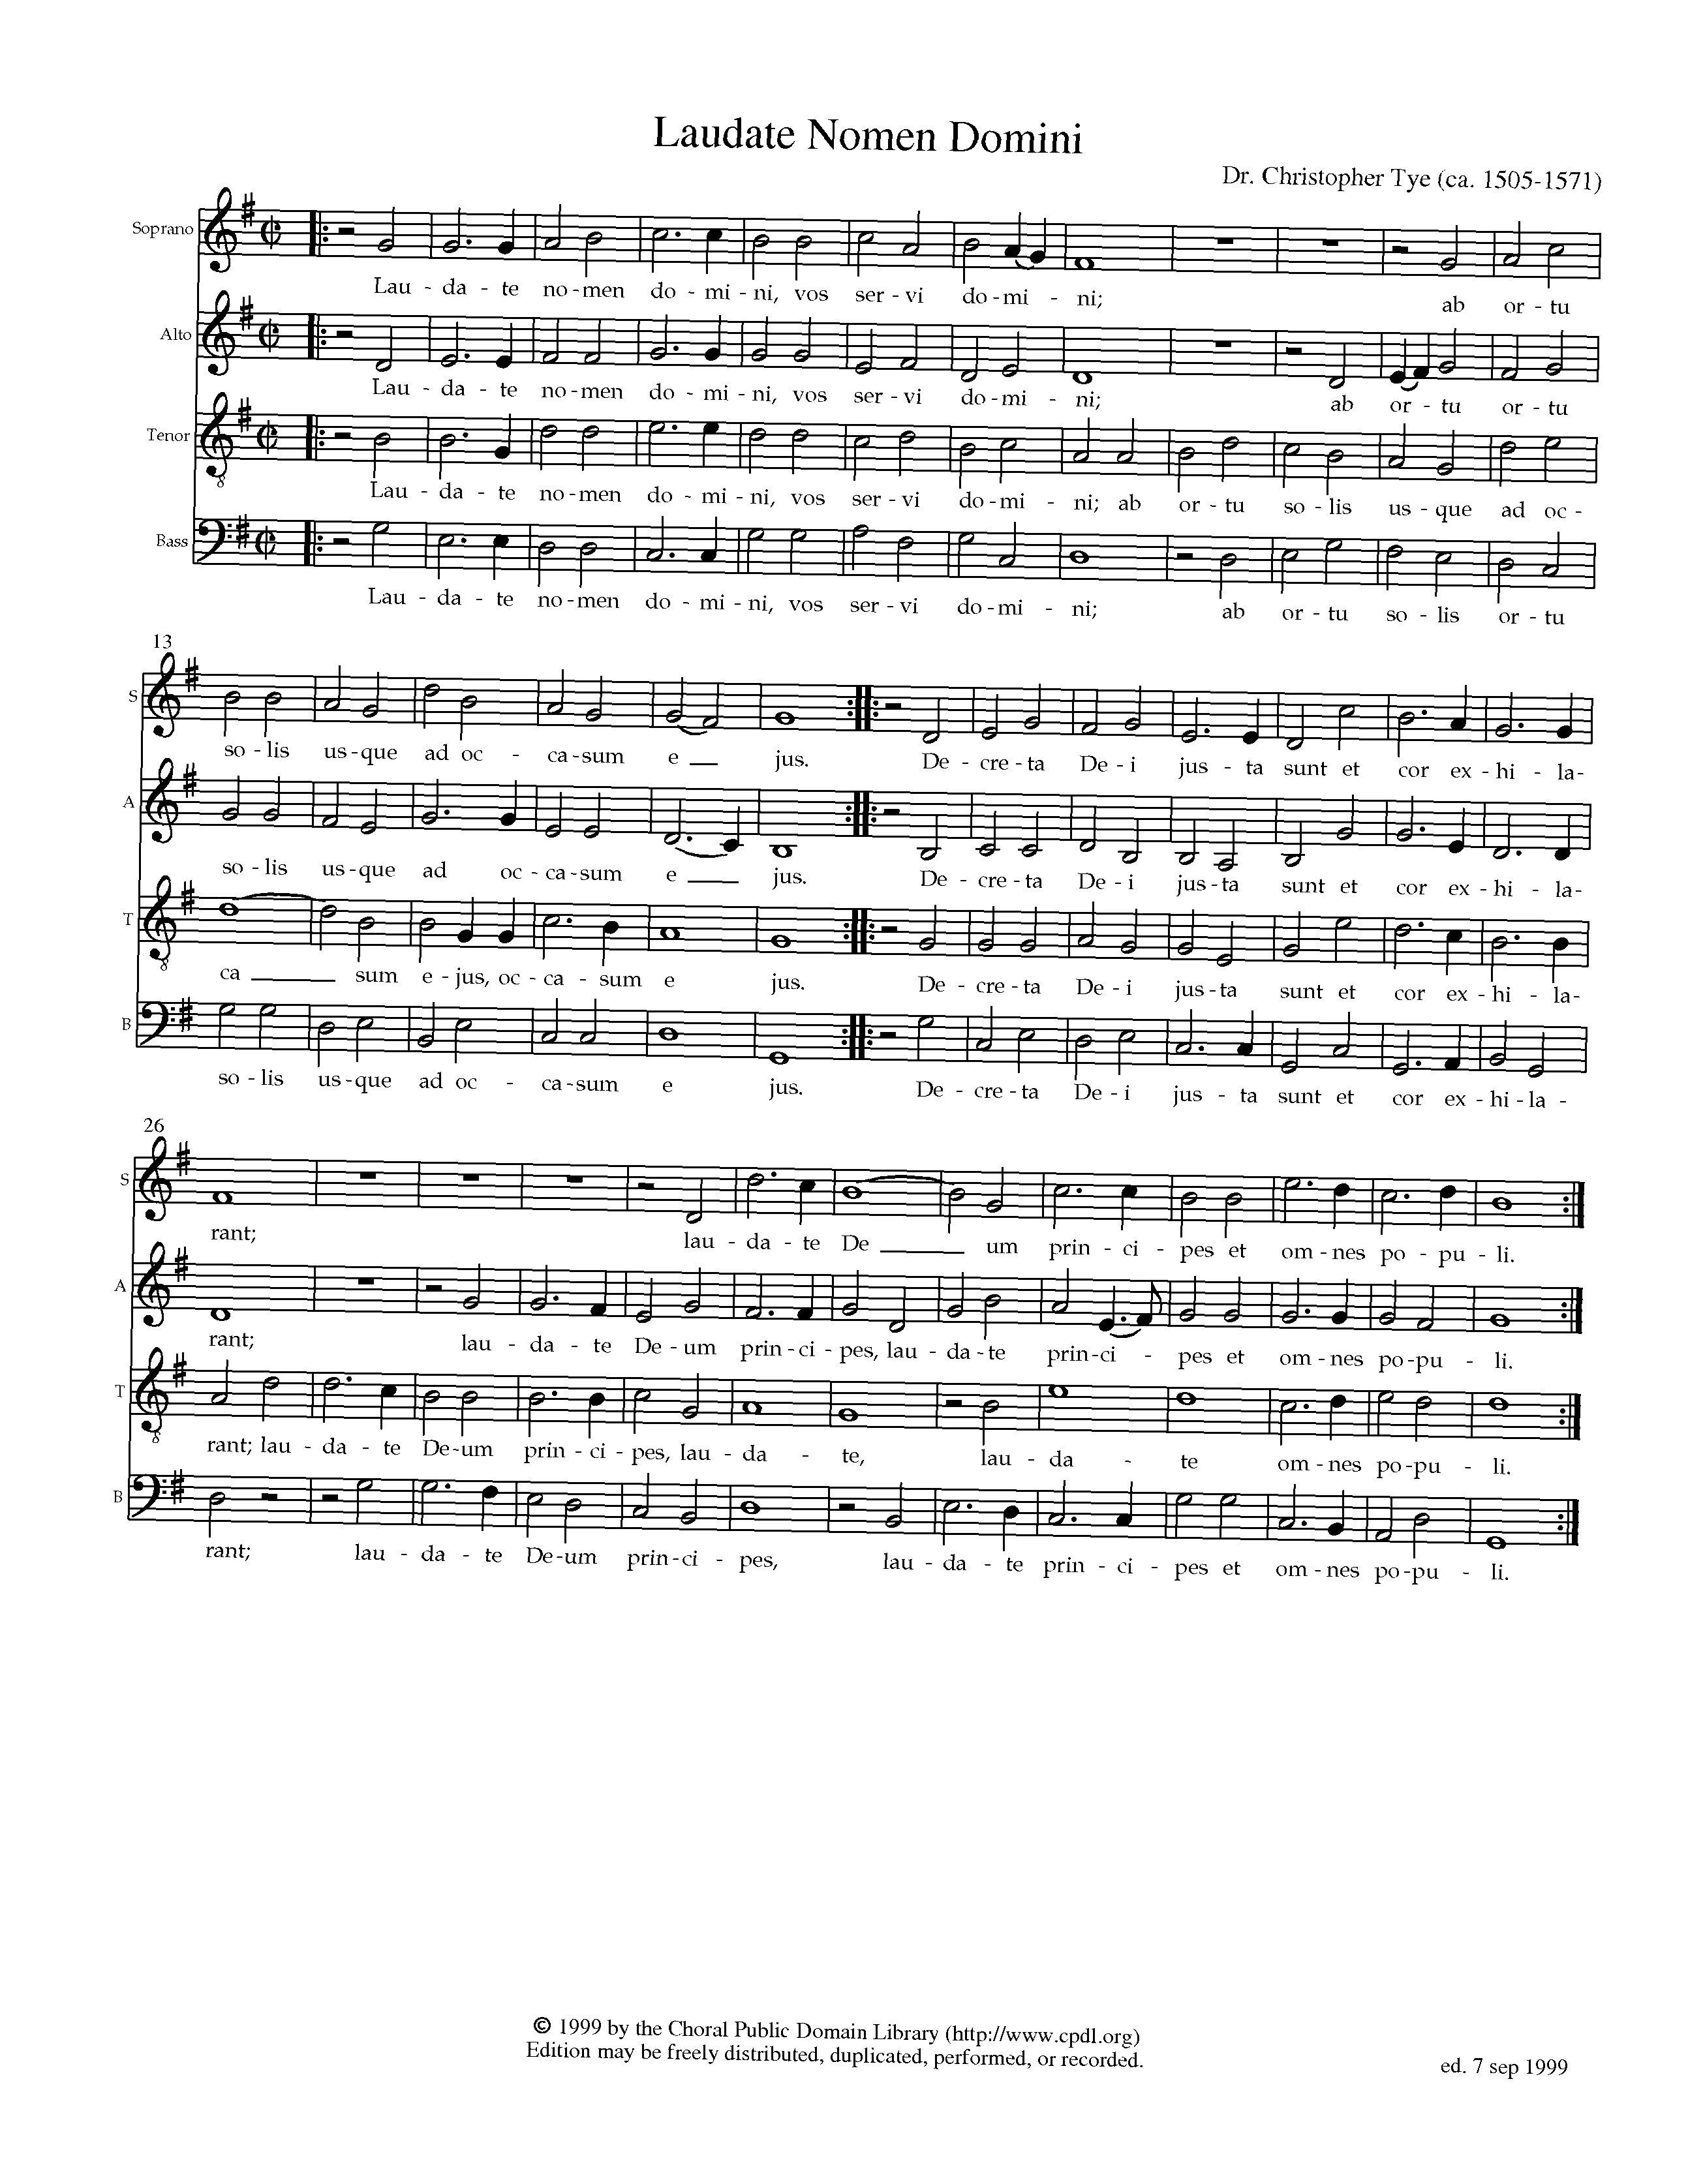 Laudate Nomen Domini
Dr. Christopher Tye (ca. 1505-1571)
Soprano
Lau - da - te no - men do - mi - ni, vos ser - vi do - mi - ni; ab or - tu
Alto
Lau - da - te no - men do - mi - ni, vos ser - vi do - mi - ni; ab or - tu or - tu
Tenor
8
Lau - da - te no - men do - mi - ni, vos ser - vi do - mi - ni; ab or - tu so - lis us - que ad oc -
Bass
Lau - da - te no - men do - mi - ni, vos ser - vi do - mi - ni; ab or - tu so - lis or - tu
13
S
so - lis us - que ad oc - ca - sum e _ jus. De - cre - ta De - i jus - ta sunt et cor ex - hi - la-
A
so - lis us - que ad oc - ca - sum e _ jus. De - cre - ta De - i jus - ta sunt et cor ex - hi - la-
T
8
ca _ sum e - jus, oc - ca - sum e jus. De - cre - ta De - i jus - ta sunt et cor ex - hi - la-
B
so - lis us - que ad oc - ca - sum e jus. De - cre - ta De - i jus - ta sunt et cor ex - hi - la -
26
S
rant; lau - da - te De _ um prin - ci - pes et om - nes po - pu - li.
A
rant; lau - da - te De - um prin - ci - pes, lau - da - te prin - ci - pes et om - nes po - pu - li.
T
8
rant; lau - da - te De - um prin - ci - pes, lau - da - te, lau - da - te om - nes po - pu - li.
B
rant; lau - da - te De - um prin - ci - pes, lau - da - te prin - ci - pes et om - nes po - pu - li.
© 1999 by the Choral Public Domain Library (http://www.cpdl.org)
Edition may be freely distributed, duplicated, performed, or recorded.
ed. 7 sep 1999